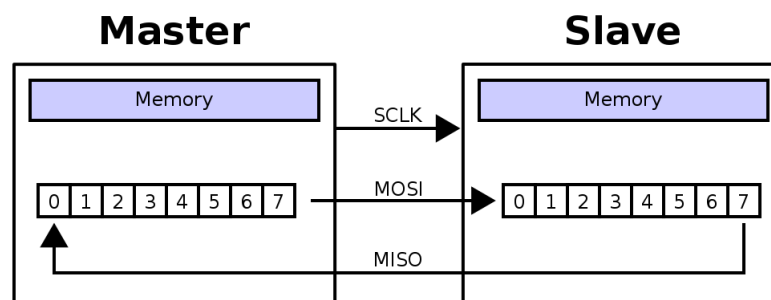 Master Slave
Memory Memory
SCLK
0 1 2 3 4 5 6 7 MOSI 0 1 2 3 4 5 6 7
MISO